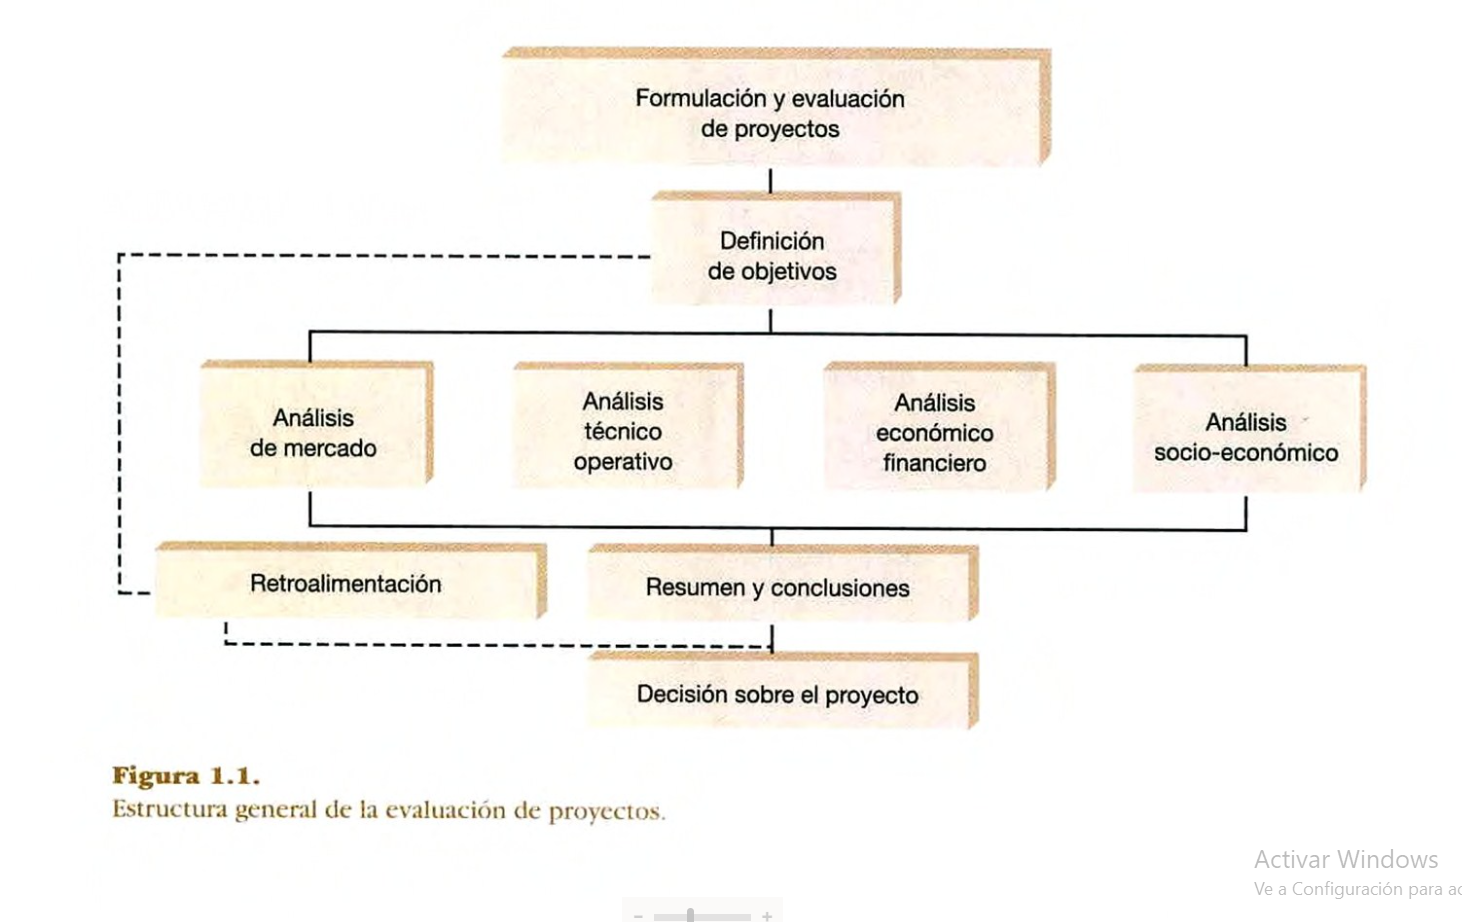 Formulación y evaluación
de proyectos
Definición
de objetivos
Análisis
de mercado
Análisis
técnico
operativo
Análisis
económico
financiero
Análisis
socio-económico
Retroalimentación
Resumen y conclusiones
Decisión sobre el proyecto
Figura 1.1.
Estructura general de la evaluación de proyectos.
Activar Windows
Ve a Configuración para